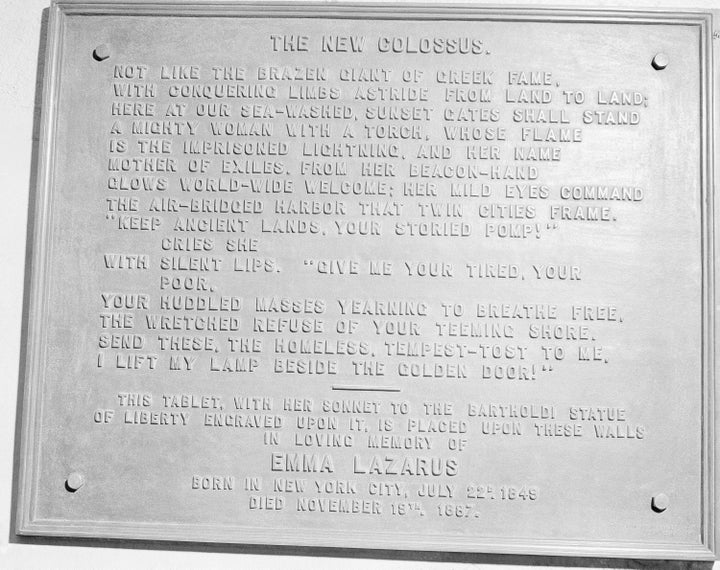 THE NEW COLOSSUS.
NOT LIKE THE BRAZEN GIANT OF GREEK FAME,
WITH CONQUERING LIMBS ASTRIDE FROM LAND TO LAND;
HERE AT OUR SEA-WASHED, SUNSET GATES SHALL STAND
A MIGHTY WOMAN WITH A TORCH, WHOSE FLAME
IS THE IMPRISONED LIGHTNING, AND HER NAME
MOTHER OF EXILES. FROM HER BEACON-HAND
GLOWS WORLD-WIDE WELCOME; HER MILD EYES COMMAND
THE AIR-BRIDGED HARBOR THAT TWIN CITIES FRAME.
"KEEP ANCIENT LANDS, YOUR STORIED POMP!"
CRIES SHE
WITH SILENT LIPS. "GIVE ME YOUR TIRED, YOUR
POOR,
YOUR HUDDLED MASSES YEARNING TO BREATHE FREE,
THE WRETCHED REFUSE OF YOUR TEEMING SHORE.
SEND THESE, THE HOMELESS, TEMPEST-TOST TO ME,
I LIFT MY LAMP BESIDE THE GOLDEN DOOR!"
THIS TABLET, WITH HER SONNET TO THE BARTHOLDI STATUE
OF LIBERTY ENGRAVED UPON IT, IS PLACED UPON THESE WALLS
IN LOVING MEMORY OF
EMMA LAZARUS
BORN IN NEW YORK CITY, JULY 22D, 1849
DIED NOVEMBER 19TH, 1887.